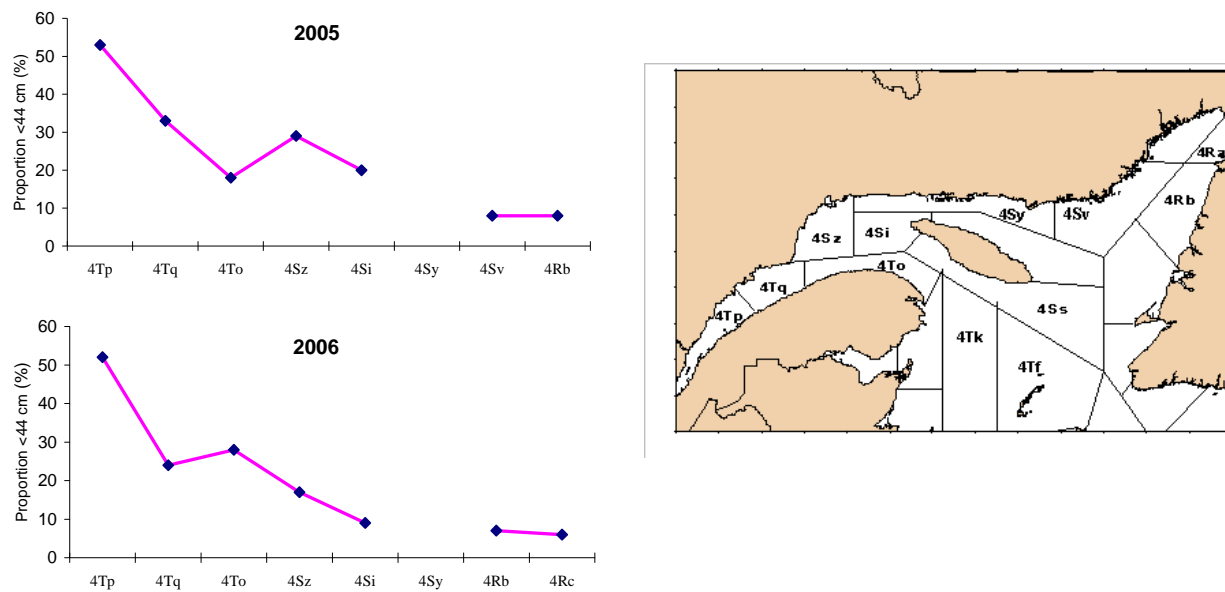 2005
Proportion <44 cm (%)
60
50
40
30
20
10
0
4Tp 4Tq 4To 4Sz 4Si 4Sy 4Sv 4Rb
2006
Proportion <44 cm (%)
60
50
40
30
20
10
0
4Tp 4Tq 4To 4Sz 4Si 4Sy 4Rb 4Rc
4Ra
4Rb
4Sy 4Sv
4Sz 4Si
4To
4Tq
4Tp
4Ss
4Tk
4Tf